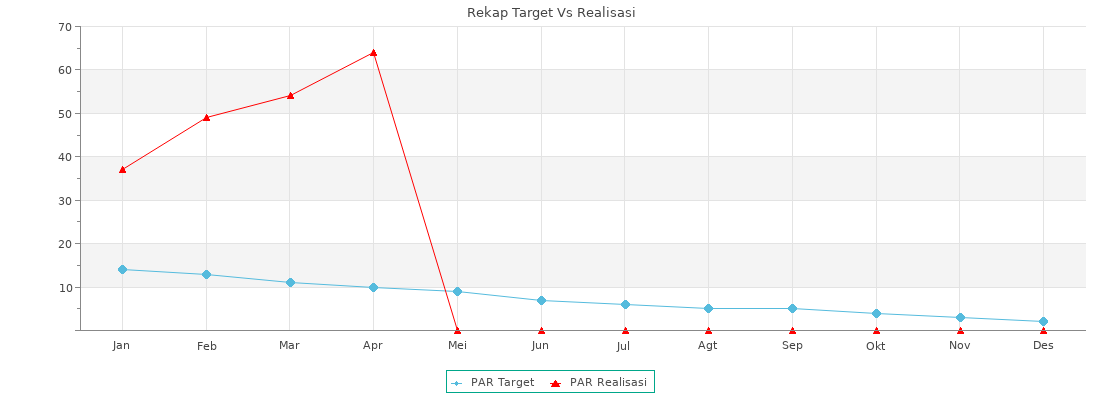 Rekap Target Vs Realisasi
70
60
50
40
30
20
10
Jan Feb Mar Apr Mei Jun Jul Agt Sep Okt Nov Des
PAR Target PAR Realisasi